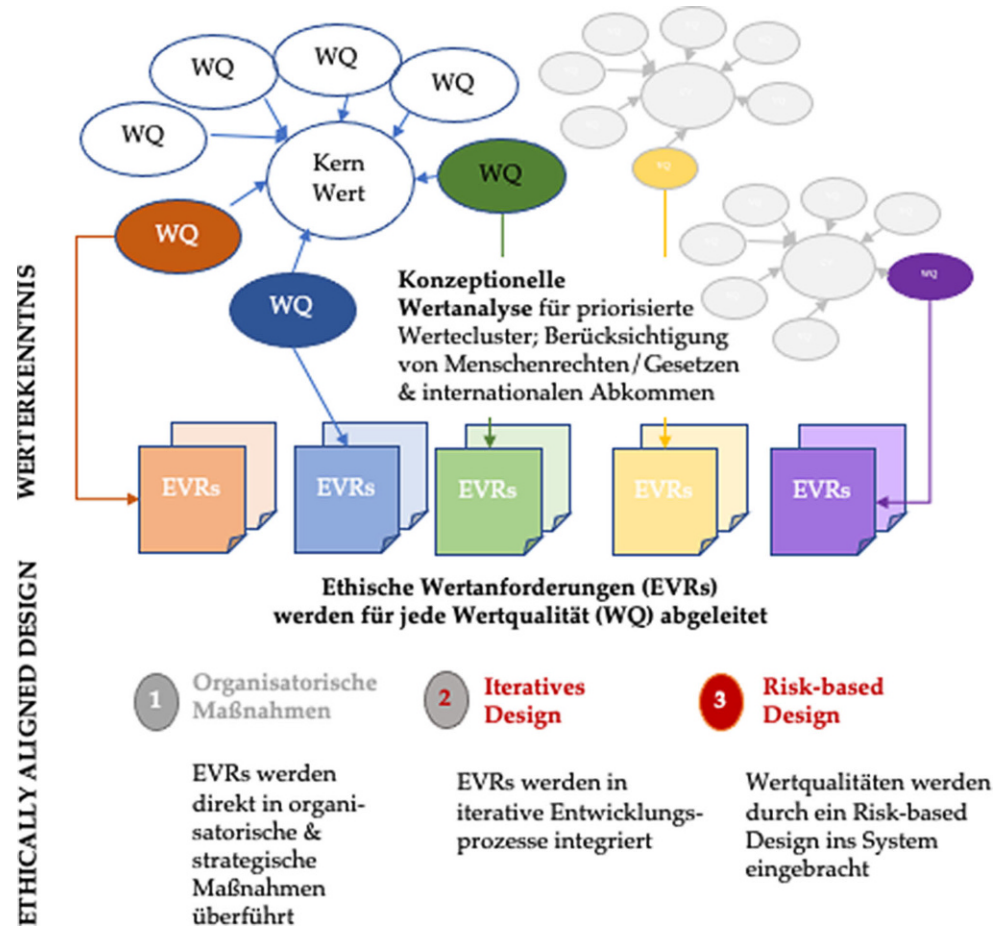 WQ
WQ
WQ
WQ
Kern
Wert
WQ
WQ
WQ
WQ
WQ
WERTERKENNTNIS
Konzeptionelle
Wertanalyse für priorisierte
Wertecluster; Berücksichtigung
von Menschenrechten/Gesetzen
& internationalen Abkommen
EVRs
EVRs
EVRs
EVRs
EVRs
Ethische Wertanforderungen (EVRs)
werden für jede Wertqualität (WQ) abgeleitet
ETHICALLY ALIGNED DESIGN
1
Organisatorische
Maßnahmen
EVRs werden
direkt in organi-
satorische &
strategische
Maßnahmen
überführt
2
Iteratives
Design
EVRs werden in
iterative Entwicklungs-
prozesse integriert
3
Risk-based
Design
Wertqualitäten werden
durch ein Risk-based
Design ins System
eingebracht